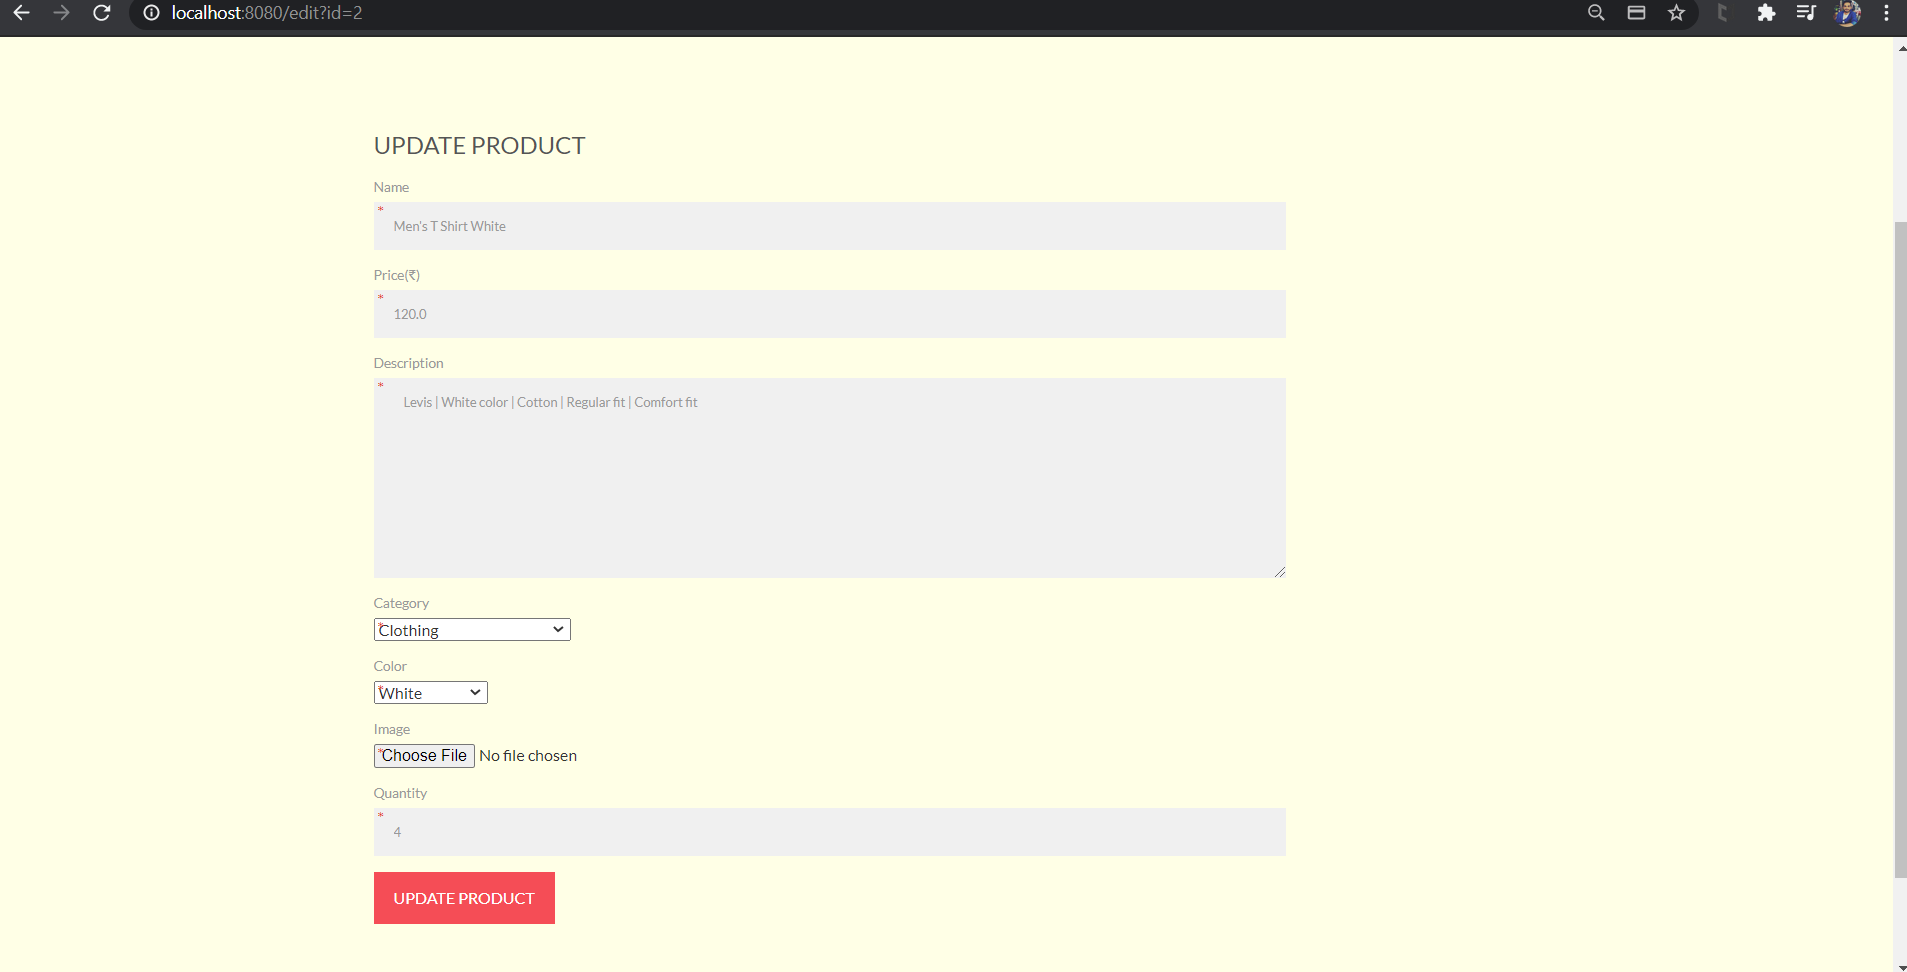 localhost:8080/edit?id=2
UPDATE PRODUCT
Name
*
Men's T Shirt White
Price(₹)
*
120.0
Description
*
Levis | White color | Cotton | Regular fit | Comfort fit
Category
*Clothing
Color
*White
Image
*Choose File No file chosen
Quantity
*
4
UPDATE PRODUCT